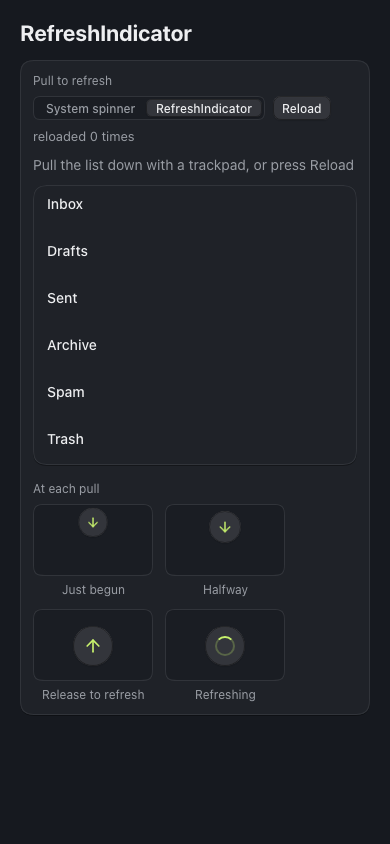 RefreshIndicator
Pull to refresh
System spinner RefreshIndicator Reload
reloaded 0 times
Pull the list down with a trackpad, or press Reload
Inbox
Drafts
Sent
Archive
Spam
Trash
At each pull
Just begun Halfway
Release to refresh Refreshing